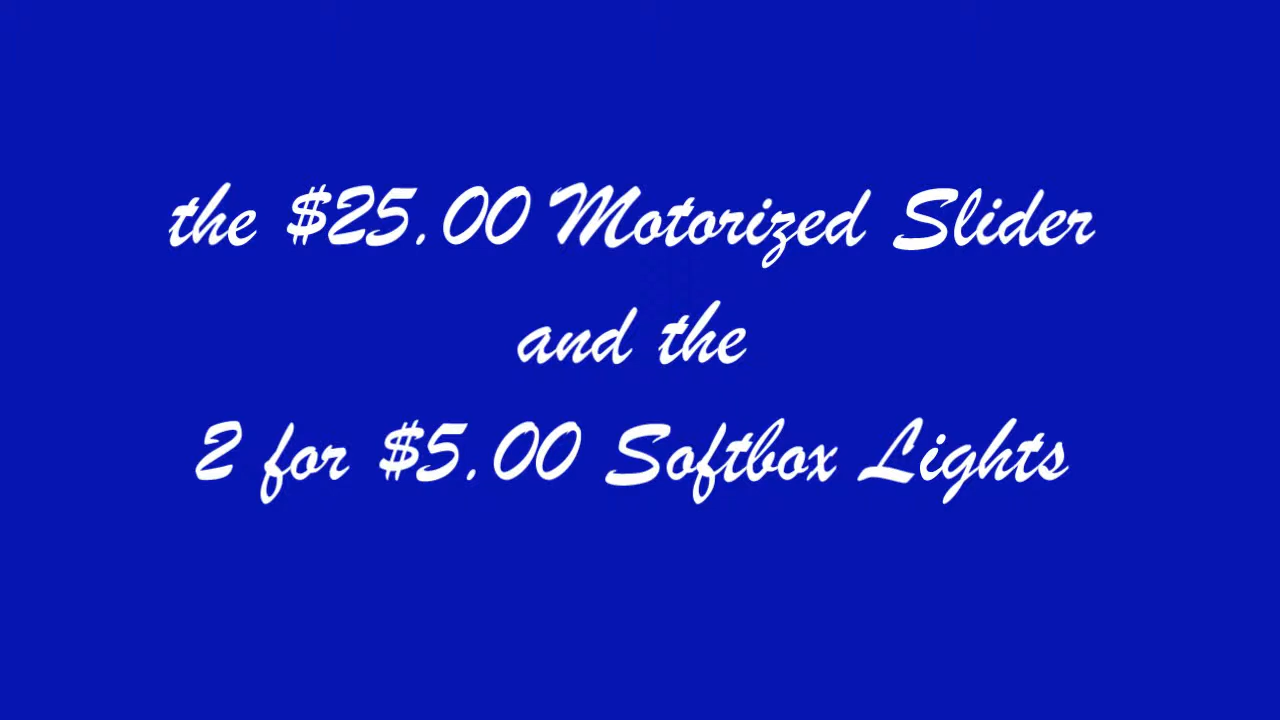 the $25.00 Motorized Slider
and the
2 for $5.00 Softbox Lights